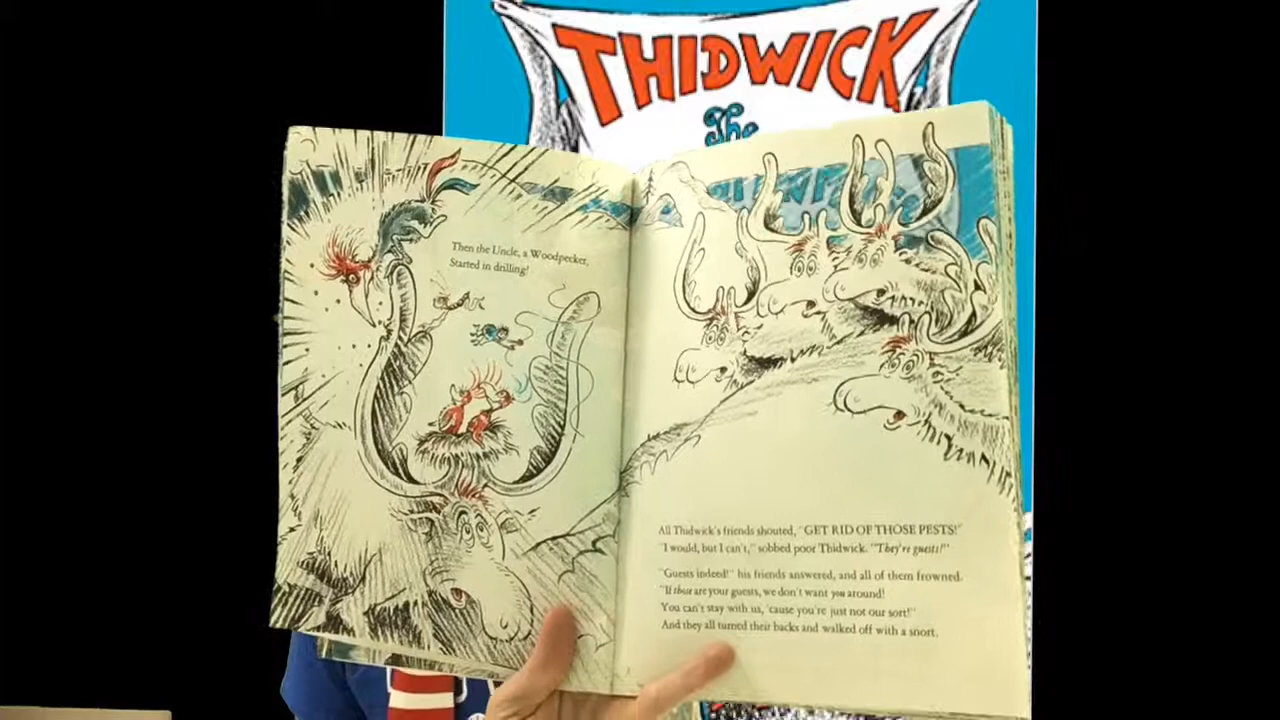 THIDWICK
The
Then the Uncle, a Woodpecker,
Started in drilling!
All Thidwick's friends shouted, "GET RID OF THOSE PESTS!"
"I would, but I can't," sobbed poor Thidwick. "They're guests!"
"Guests indeed!" his friends answered, and all of them frowned.
"If those are your guests, we don't want you around!
You can't stay with us, 'cause you're just not our sort!"
And they all turned their backs and walked off with a snort.